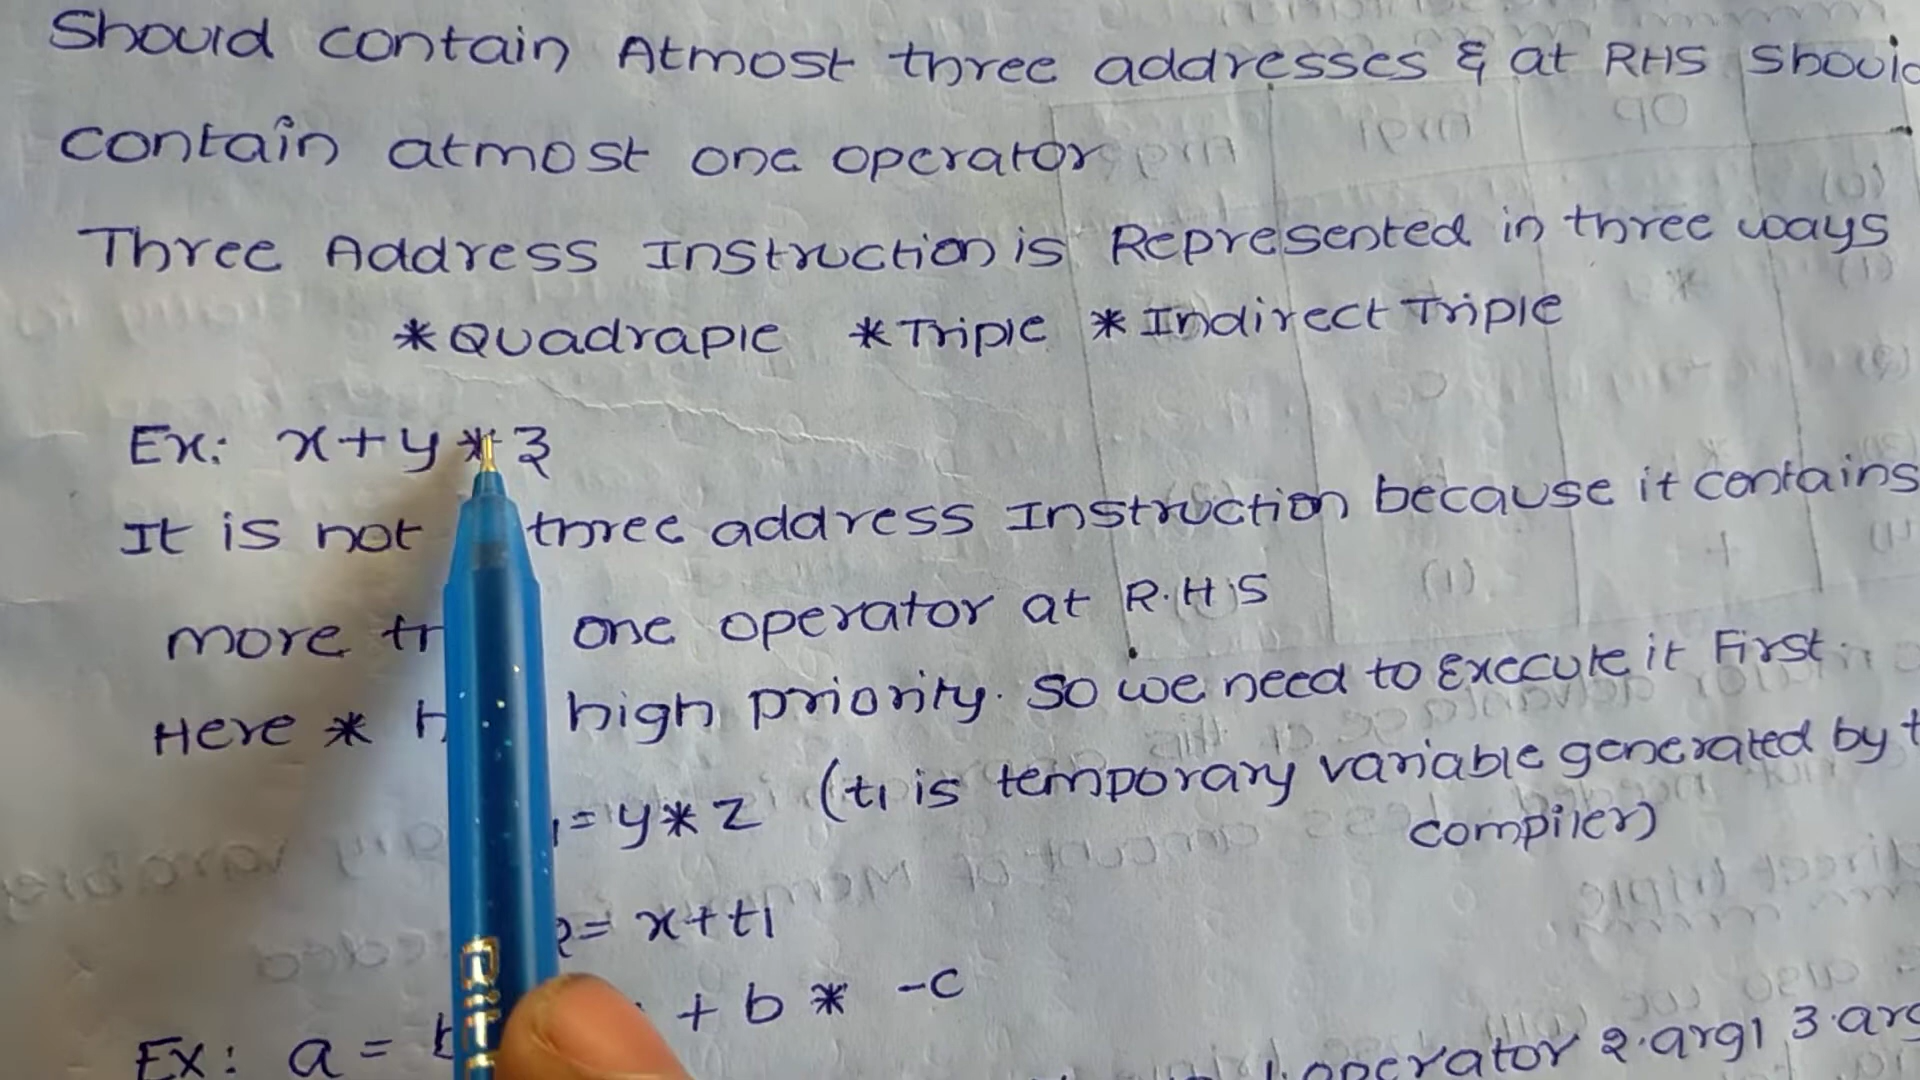 Should contain Atmost three addresses & at RHS Should
contain atmost one operator
Three Address Instruction is Represented in three ways
*Quadraple *Triple *Indirect Triple
Ex: x+y*z
It is not three address Instruction because it contains
more one operator at R.H.S
Here * high priority. So we need to Execute it First.
= y*z (t1 is temporary variable generated by
compiler)
= x+t1
Ex: a = + b * -c
1. operator 2.arg1 3.arg